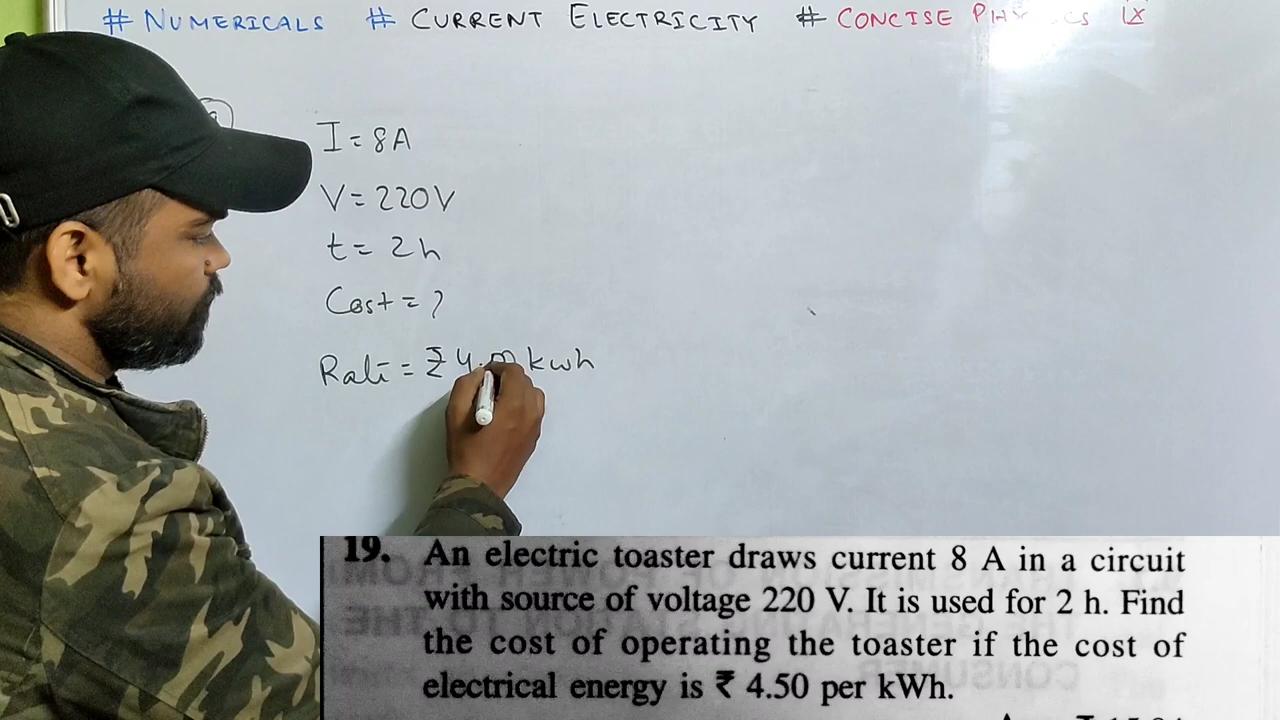 # NUMERICALS # CURRENT ELECTRICITY # CONCISE PHYSICS IX
I = 8A
V = 220V
t = 2h
Cost = ?
Rate = ₹ 4. kwh
19. An electric toaster draws current 8 A in a circuit
with source of voltage 220 V. It is used for 2 h. Find
the cost of operating the toaster if the cost of
electrical energy is ₹ 4.50 per kWh.